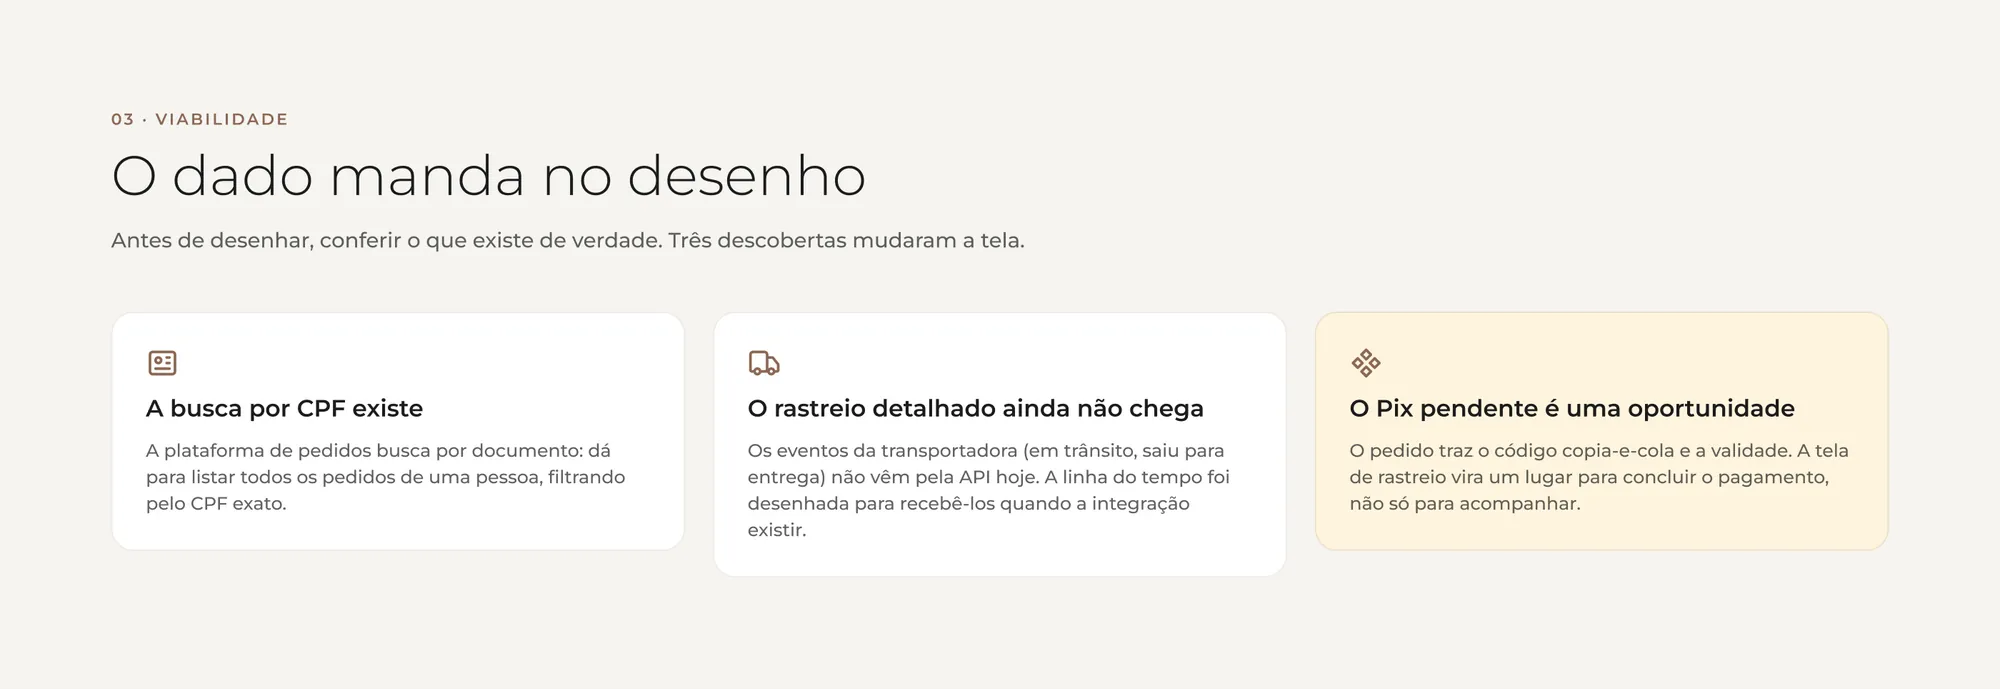 03 · VIABILIDADE
O dado manda no desenho
Antes de desenhar, conferir o que existe de verdade. Três descobertas mudaram a tela.
A busca por CPF existe
A plataforma de pedidos busca por documento: dá
para listar todos os pedidos de uma pessoa, filtrando
pelo CPF exato.
O rastreio detalhado ainda não chega
Os eventos da transportadora (em trânsito, saiu para
entrega) não vêm pela API hoje. A linha do tempo foi
desenhada para recebê-los quando a integração
existir.
O Pix pendente é uma oportunidade
O pedido traz o código copia-e-cola e a validade. A tela
de rastreio vira um lugar para concluir o pagamento,
não só para acompanhar.